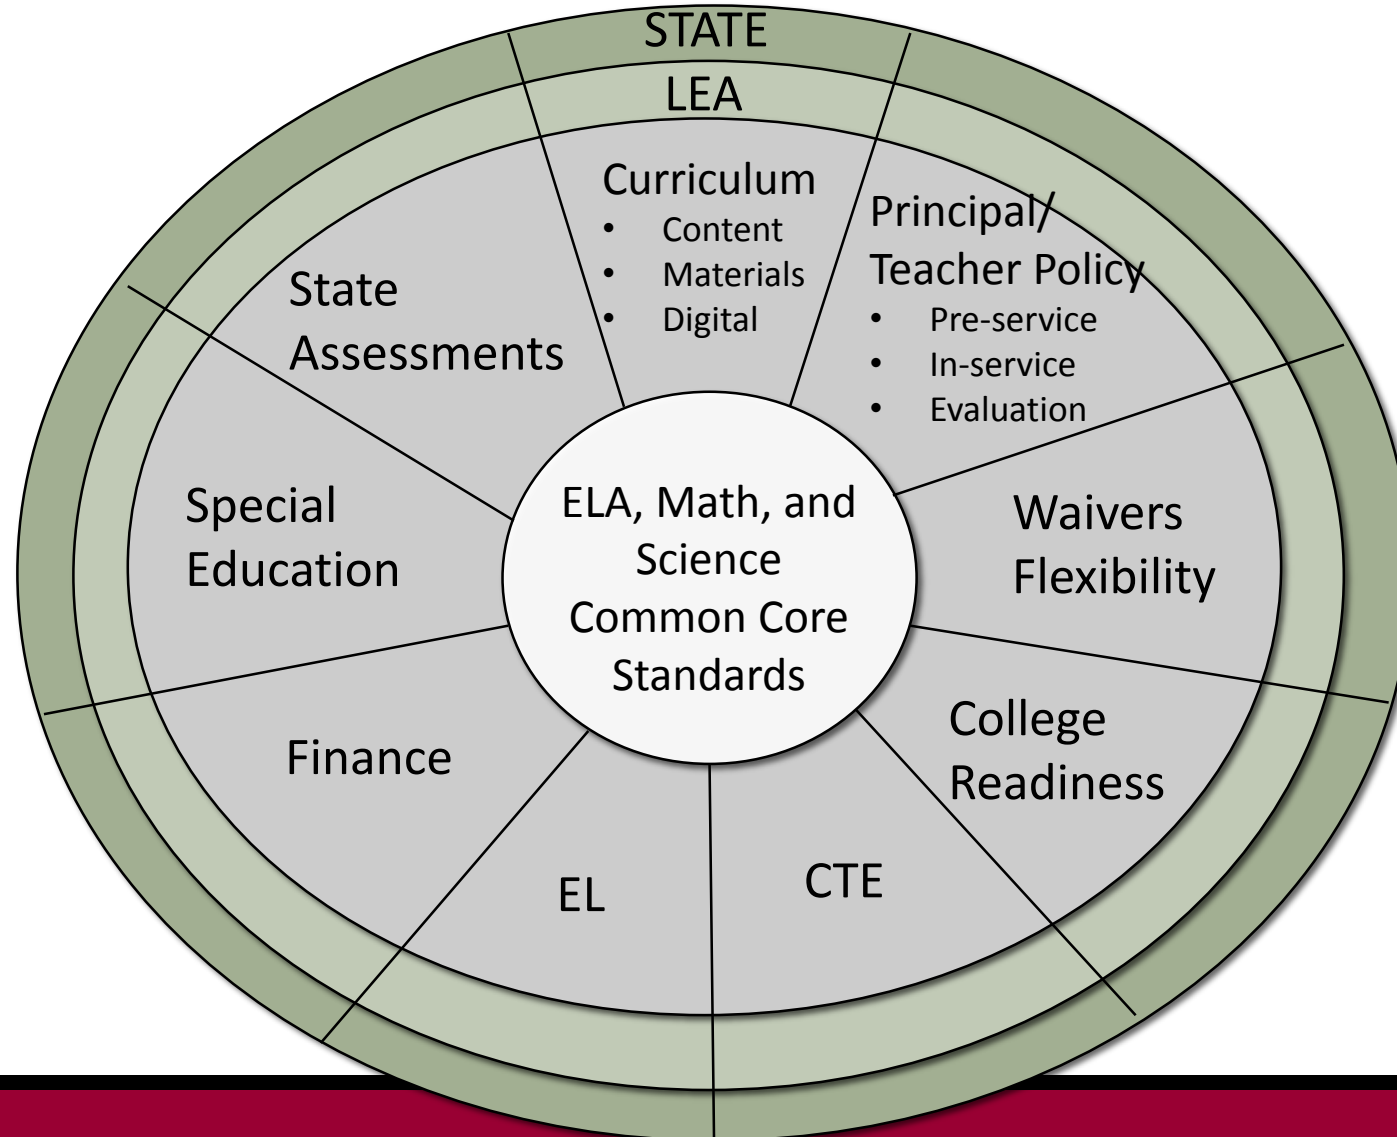 STATE
LEA
Curriculum
• Content
• Materials
• Digital
Principal/
Teacher Policy
• Pre-service
• In-service
• Evaluation
State
Assessments
Special
Education
ELA, Math, and
Science
Common Core
Standards
Waivers
Flexibility
College
Readiness
Finance
EL
CTE